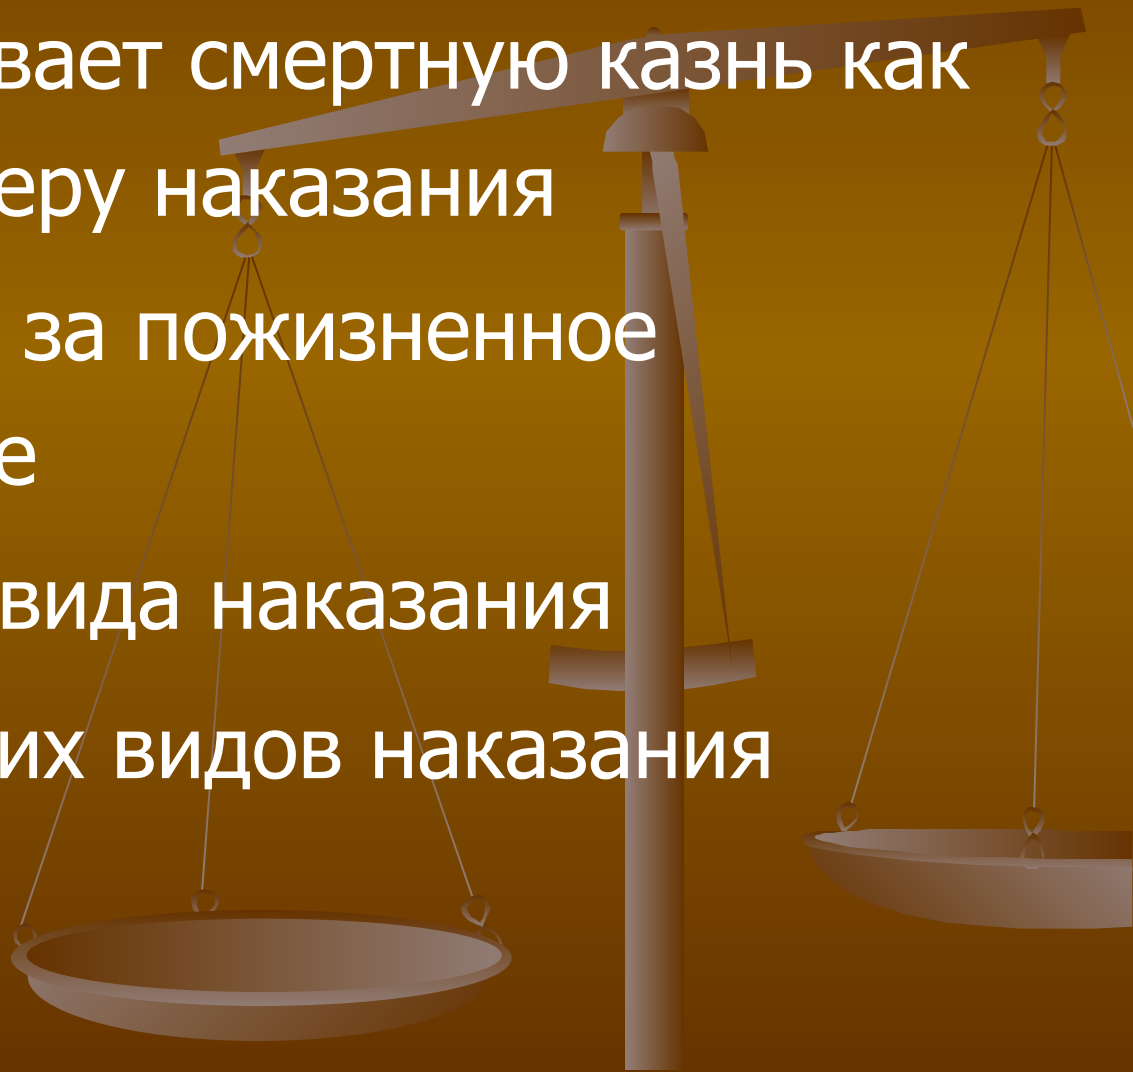 вает смертную казнь как
еру наказания
за пожизненное
е
вида наказания
их видов наказания